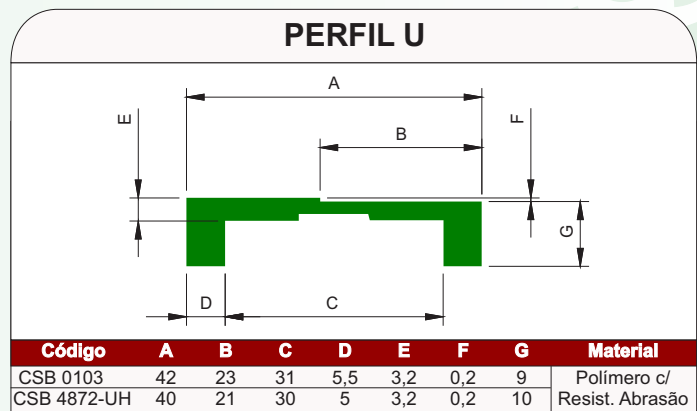 PERFIL U
A
E
F
B
G
D
C
Código A B C D E F G Material
CSB 0103 42 23 31 5,5 3,2 0,2 9 Polímero c/
CSB 4872-UH 40 21 30 5 3,2 0,2 10 Resist. Abrasão